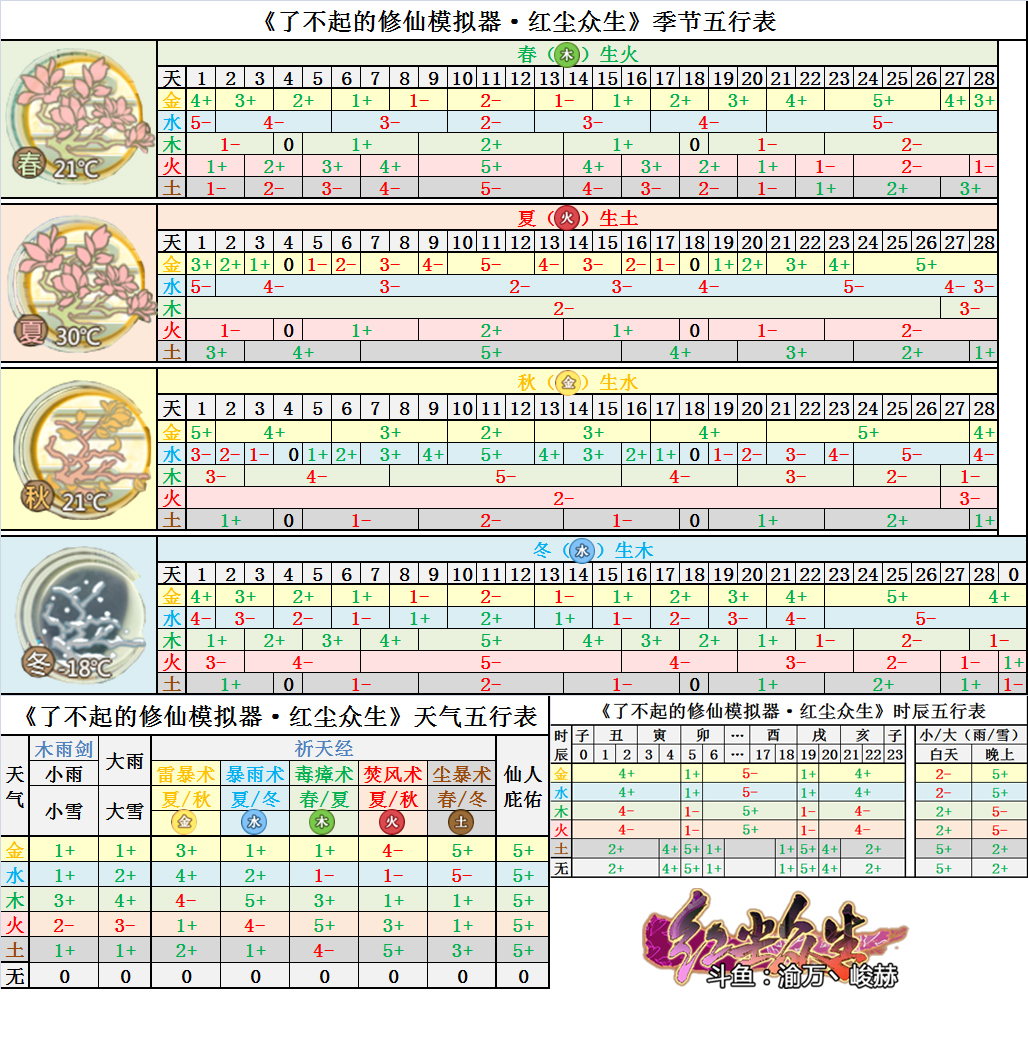 《了不起的修仙模拟器·红尘众生》季节五行表
春（木）生火
天 1 2 3 4 5 6 7 8 9 10 11 12 13 14 15 16 17 18 19 20 21 22 23 24 25 26 27 28
金 4+ 3+ 2+ 1+ 1- 2- 1- 1+ 2+ 3+ 4+ 5+ 4+ 3+
水 5- 4- 3- 2- 3- 4- 5-
木 1- 0 1+ 2+ 1+ 0 1- 2-
火 1+ 2+ 3+ 4+ 5+ 4+ 3+ 2+ 1+ 1- 2- 1-
土 1- 2- 3- 4- 5- 4- 3- 2- 1- 1+ 2+ 3+
春 21℃
夏（火）生土
天 1 2 3 4 5 6 7 8 9 10 11 12 13 14 15 16 17 18 19 20 21 22 23 24 25 26 27 28
金 3+ 2+ 1+ 0 1- 2- 3- 4- 5- 4- 3- 2- 1- 0 1+ 2+ 3+ 4+ 5+
水 5- 4- 3- 2- 3- 4- 5- 4- 3-
木 2- 3-
火 1- 0 1+ 2+ 1+ 0 1- 2-
土 3+ 4+ 5+ 4+ 3+ 2+ 1+
夏 30℃
秋（金）生水
天 1 2 3 4 5 6 7 8 9 10 11 12 13 14 15 16 17 18 19 20 21 22 23 24 25 26 27 28
金 5+ 4+ 3+ 2+ 3+ 4+ 5+ 4+
水 3- 2- 1- 0 1+ 2+ 3+ 4+ 5+ 4+ 3+ 2+ 1+ 0 1- 2- 3- 4- 5- 4-
木 3- 4- 5- 4- 3- 2- 1-
火 2- 3-
土 1+ 0 1- 2- 1- 0 1+ 2+ 1+
秋 21℃
冬（水）生木
天 1 2 3 4 5 6 7 8 9 10 11 12 13 14 15 16 17 18 19 20 21 22 23 24 25 26 27 28 0
金 4+ 3+ 2+ 1+ 1- 2- 1- 1+ 2+ 3+ 4+ 5+ 4+
水 4- 3- 2- 1- 1+ 2+ 1+ 1- 2- 3- 4- 5-
木 1+ 2+ 3+ 4+ 5+ 4+ 3+ 2+ 1+ 1- 2- 1-
火 3- 4- 5- 4- 3- 2- 1- 1+
土 1+ 0 1- 2- 1- 0 1+ 2+ 1+ 1-
冬 -18℃
《了不起的修仙模拟器·红尘众生》天气五行表
天气 木雨剑 大雨 祈天经 仙人庇佑
小雨 雷暴术 暴雨术 毒瘴术 焚风术 尘暴术
小雪 大雪 夏/秋 夏/冬 春/夏 夏/秋 春/冬
金 水 木 火 土
金 1+ 1+ 3+ 1+ 1+ 4- 5+ 5+
水 1+ 2+ 4+ 2+ 1- 1- 5- 5+
木 3+ 4+ 4- 5+ 3+ 1+ 1+ 5+
火 2- 3- 1+ 4- 5+ 3+ 1+ 5+
土 1+ 1+ 2+ 1+ 4- 5+ 3+ 5+
无 0 0 0 0 0 0 0 0
《了不起的修仙模拟器·红尘众生》时辰五行表
时辰 子 丑 寅 卯 … 酉 戌 亥 子 小/大（雨/雪）
0 1 2 3 4 5 6 … 17 18 19 20 21 22 23 白天 晚上
金 4+ 1+ 5- 1+ 4+ 2- 5+
水 4+ 1+ 5- 1+ 4+ 2- 5+
木 4- 1- 5+ 1- 4- 2+ 5-
火 4- 1- 5+ 1- 4- 2+ 5-
土 2+ 4+ 5+ 1+ 1+ 5+ 4+ 2+ 5+ 2+
无 2+ 4+ 5+ 1+ 1+ 5+ 4+ 2+ 5+ 2+
红尘众生
斗鱼：渝万丶峻赫